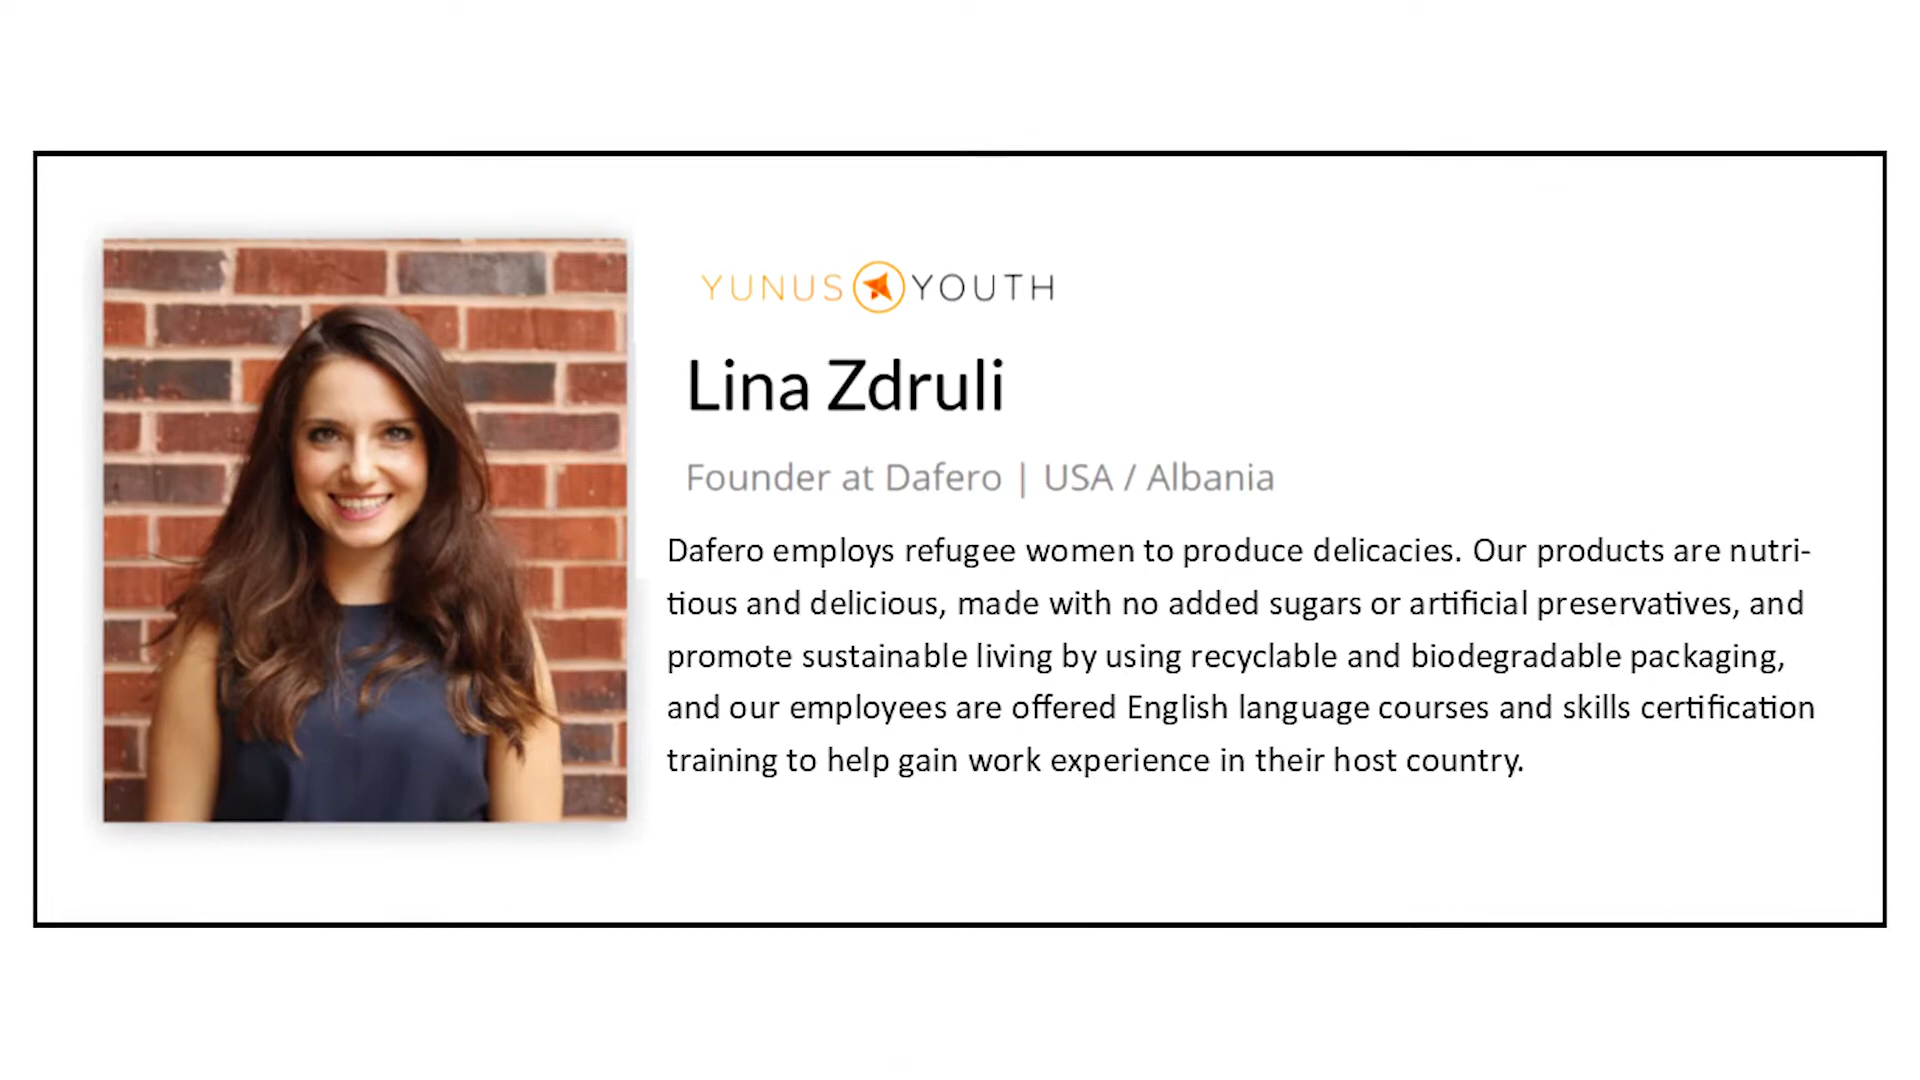 YUNUS YOUTH
Lina Zdruli
Founder at Dafero | USA / Albania
Dafero employs refugee women to produce delicacies. Our products are nutri-
tious and delicious, made with no added sugars or artificial preservatives, and
promote sustainable living by using recyclable and biodegradable packaging,
and our employees are offered English language courses and skills certification
training to help gain work experience in their host country.